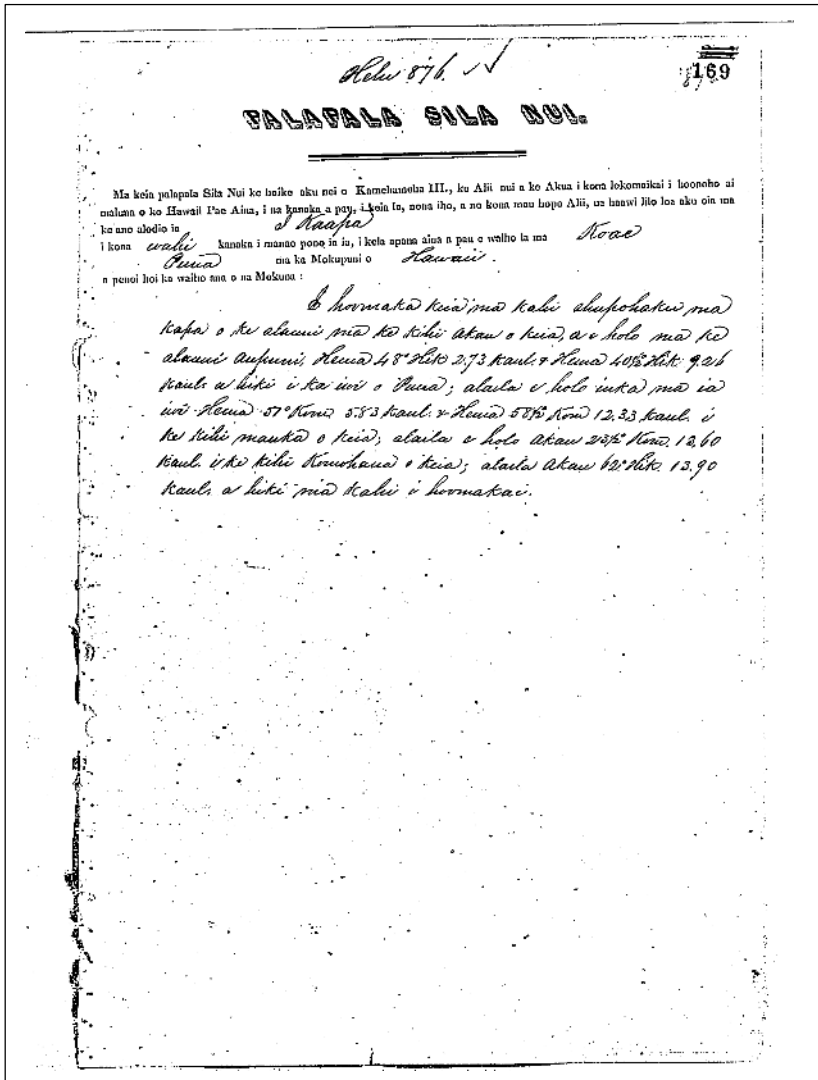 Helu 876.
169
PALAPALA SILA NUI.
Ma keia palapala Sila Nui ke hoike aku nei o Kamehameha III., ke Alii nui a ke Akua i kona lokomaikai i hoonoho ai
maluna o ko Hawaii Pae Aina, i na kanaka a pau, i keia la, nona iho, a no kona mau hope Alii, ua haawi lilo loa aku oia ma
ke ano alodio ia Kaapa
i kona wahi kanaka i manao pono ia ia, i kela apana aina a pau e waiho la ma Koae
Puna ma ka Mokupuni o Hawaii.
a penei hoi ka waiho ana o na Mokuna:
E hoomaka keia ma kahi ahupohaku ma
kapa o ke alanui ma ke kihi Akau o keia, a e holo ma ke
alanui aupuni, Hema 48° Hik. 2.73 kaul. & Hema 40½° Hik. 9.26
kaul. a hiki i ka iwi o Puua; alaila e holo iuka ma ia
iwi Hema 57° Kom. 5.83 kaul. & Hema 58½° Kom. 12.33 kaul. i
ke kihi mauka o keia; alaila e holo Akau Kom. 12.60
kaul. i ke kihi Komohana o keia; alaila Akau 62° Hik. 13.90
kaul. a hiki ma kahi i hoomakai.